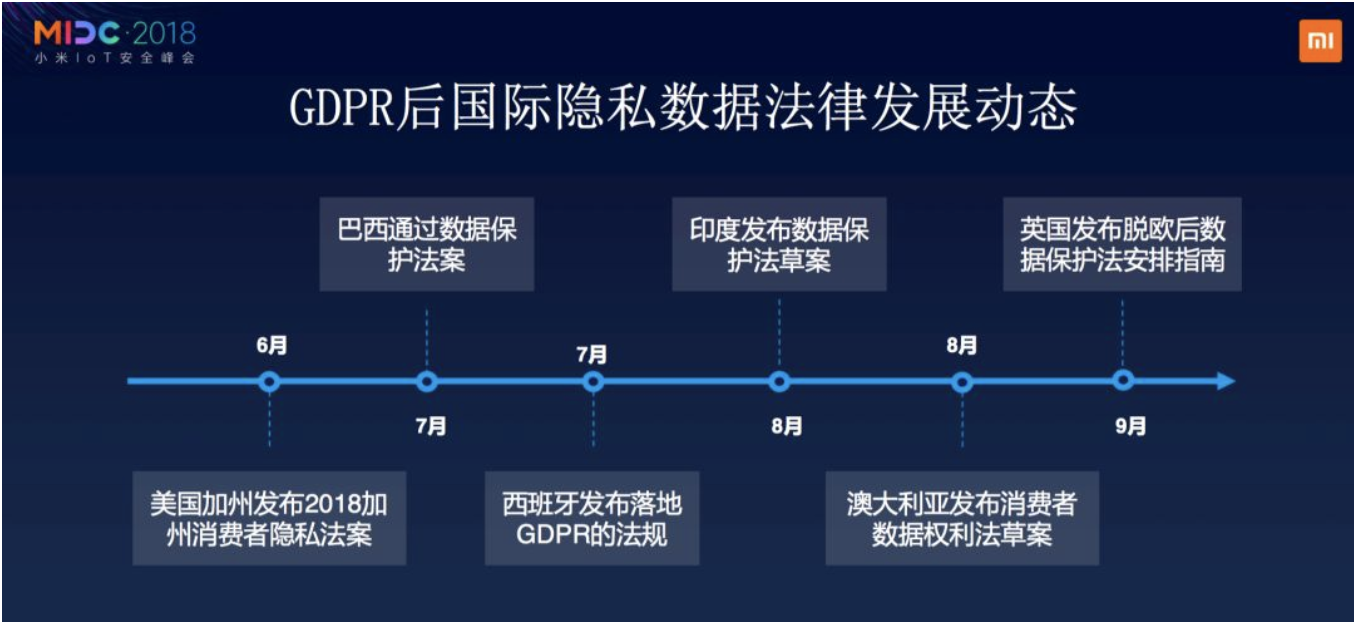 MIDC·2018
小米IoT安全峰会
GDPR后国际隐私数据法律发展动态
巴西通过数据保
护法案
印度发布数据保
护法草案
英国发布脱欧后数
据保护法安排指南
6月
7月
8月
7月
8月
9月
美国加州发布2018加
州消费者隐私法案
西班牙发布落地
GDPR的法规
澳大利亚发布消费者
数据权利法草案